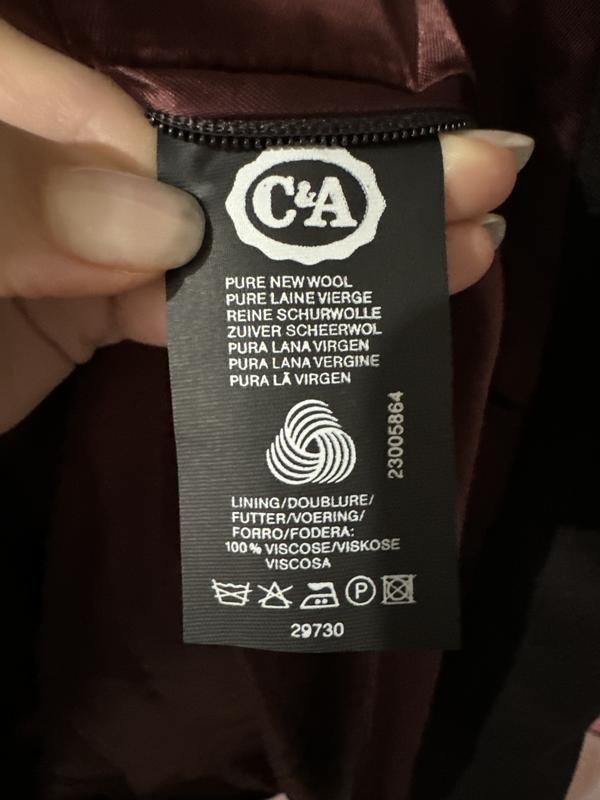 C&A
PURE NEW WOOL
PURE LAINE VIERGE
REINE SCHURWOLLE
ZUIVER SCHEERWOL
PURA LANA VIRGEN
PURA LANA VERGINE
PURA LÃ VIRGEN
23005864
LINING/DOUBLURE/
FUTTER/VOERING/
FORRO/FODERA:
100% VISCOSE/VISKOSE
VISCOSA
P
29730